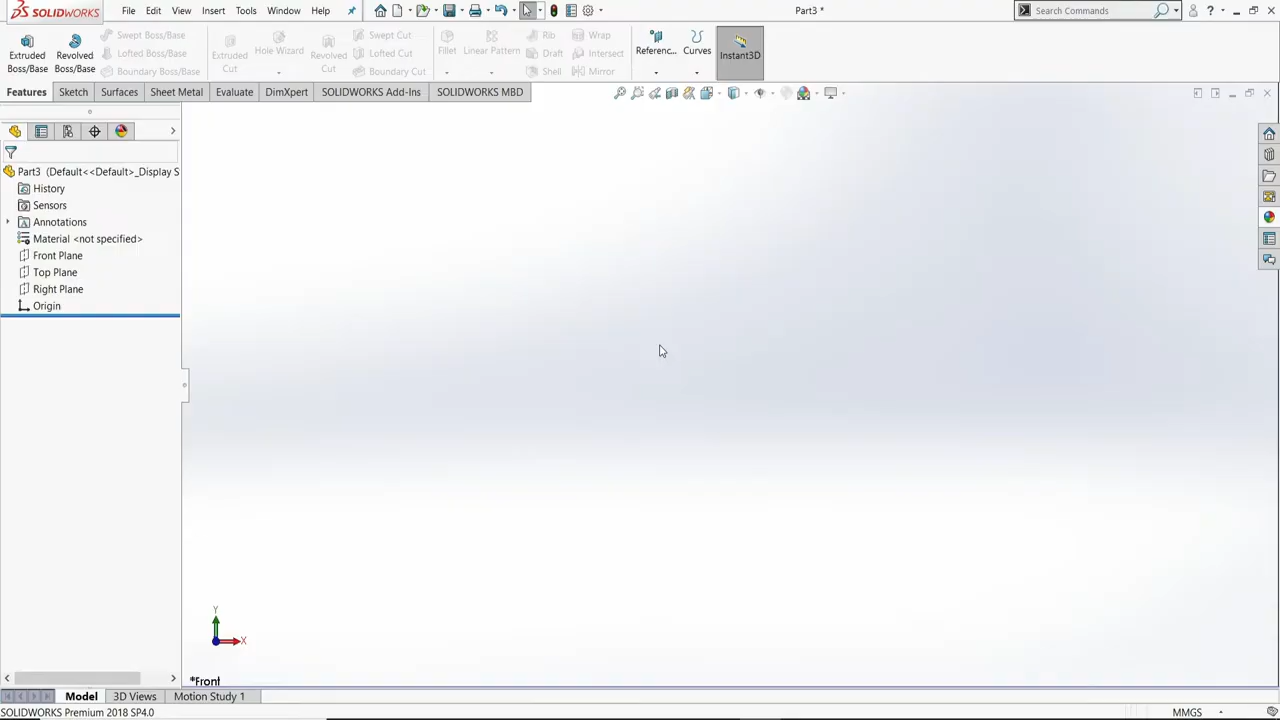 SOLIDWORKS File Edit View Insert Tools Window Help Part3 * Search Commands ?
Extruded Boss/Base Revolved Boss/Base Swept Boss/Base Lofted Boss/Base Boundary Boss/Base Extruded Cut Hole Wizard Revolved Cut Swept Cut Lofted Cut Boundary Cut Fillet Linear Pattern Rib Draft Shell Wrap Intersect Mirror Referenc... Curves Instant3D
Features Sketch Surfaces Sheet Metal Evaluate DimXpert SOLIDWORKS Add-Ins SOLIDWORKS MBD
Part3 (Default<<Default>_Display S
History
Sensors
Annotations
Material <not specified>
Front Plane
Top Plane
Right Plane
Origin
Y
X
*Front
Model 3D Views Motion Study 1
SOLIDWORKS Premium 2018 SP4.0 MMGS